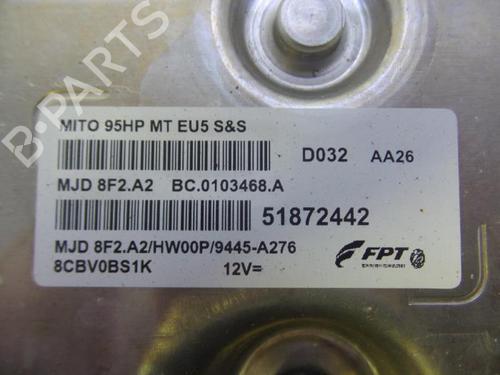 MITO 95HP MT EU5 S&S
D032 AA26
MJD 8F2.A2 BC.0103468.A
51872442
MJD 8F2.A2/HW00P/9445-A276
8CBV0BS1K 12V=
FPT
B-PARTS